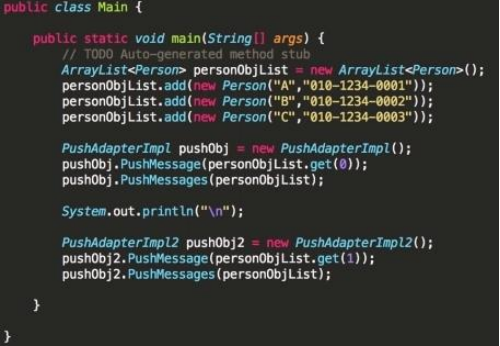 public class Main {
public static void main(String[] args) {
// TODO Auto-generated method stub
ArrayList<Person> personObjList = new ArrayList<Person>();
personObjList.add(new Person("A","010-1234-0001"));
personObjList.add(new Person("B","010-1234-0002"));
personObjList.add(new Person("C","010-1234-0003"));
PushAdapterImpl pushObj = new PushAdapterImpl();
pushObj.PushMessage(personObjList.get(0));
pushObj.PushMessages(personObjList);
System.out.println("\n");
PushAdapterImpl2 pushObj2 = new PushAdapterImpl2();
pushObj2.PushMessage(personObjList.get(1));
pushObj2.PushMessages(personObjList);
}
}